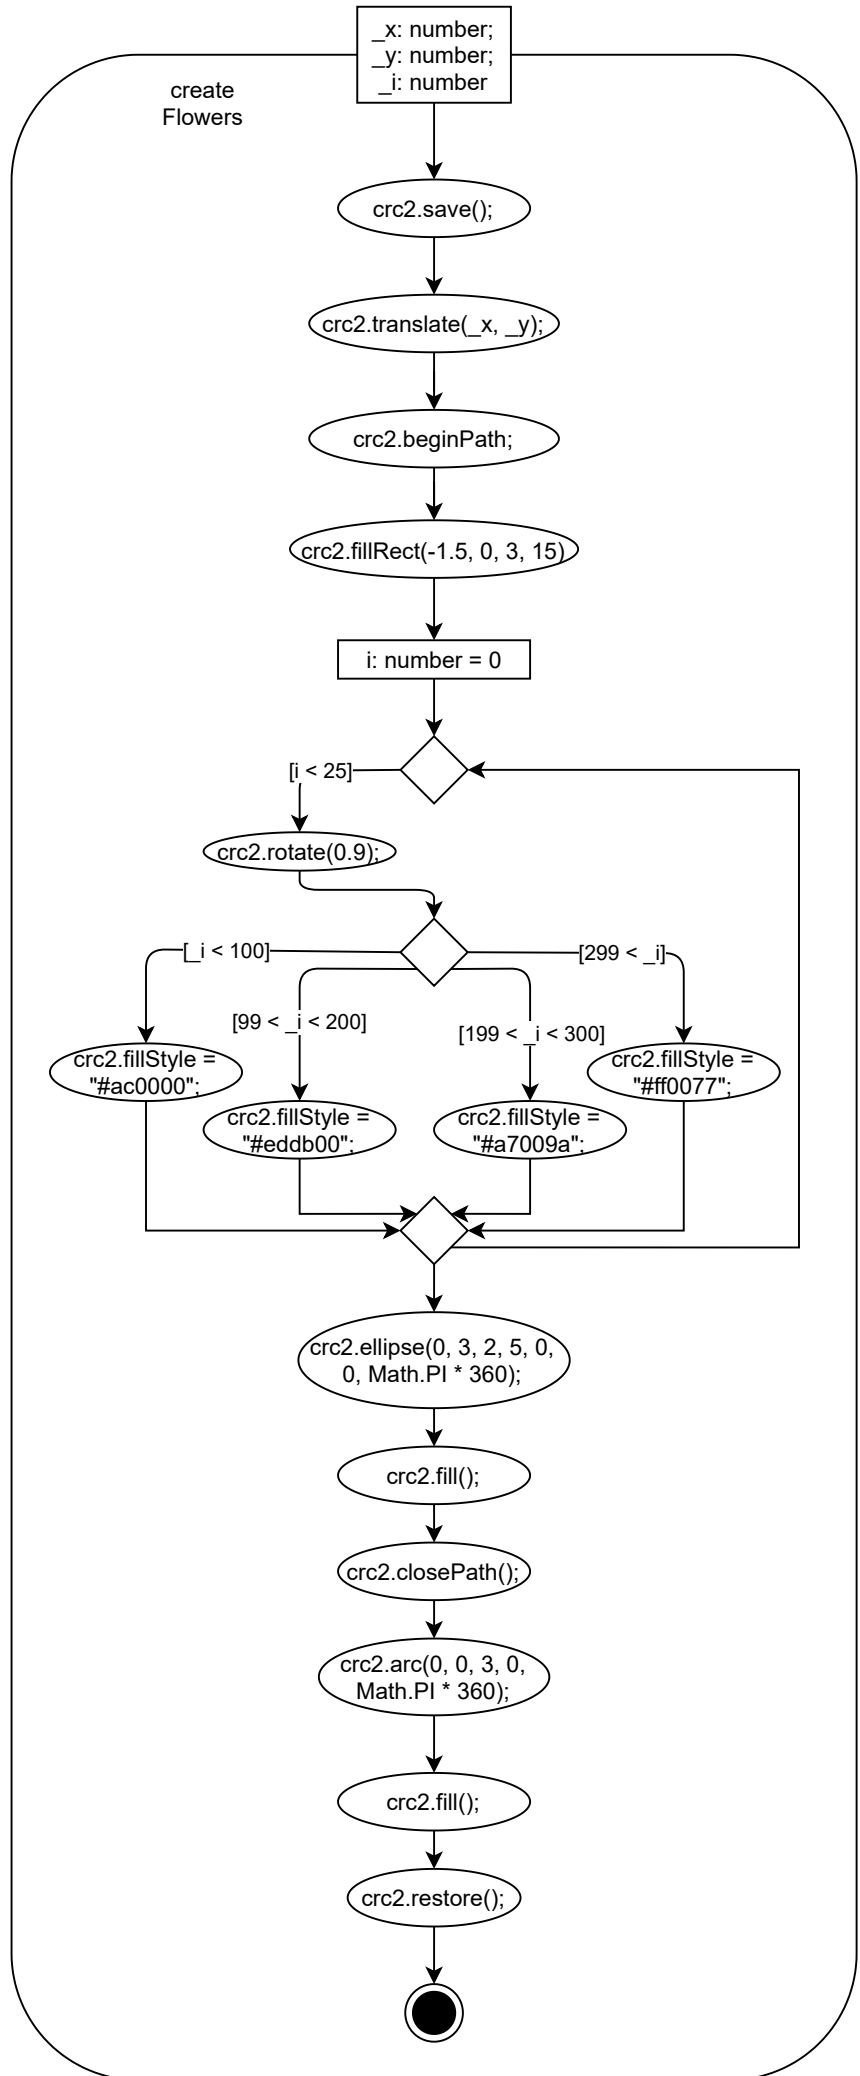 _x: number;
_y: number;
_i: number
create
Flowers
crc2.save();
crc2.translate(_x, _y);
crc2.beginPath;
crc2.fillRect(-1.5, 0, 3, 15)
i: number = 0
[i < 25]
crc2.rotate(0.9);
[_i < 100]
[299 < _i]
[99 < _i < 200]
[199 < _i < 300]
crc2.fillStyle =
"#ac0000";
crc2.fillStyle =
"#eddb00";
crc2.fillStyle =
"#a7009a";
crc2.fillStyle =
"#ff0077";
crc2.ellipse(0, 3, 2, 5, 0,
0, Math.PI * 360);
crc2.fill();
crc2.closePath();
crc2.arc(0, 0, 3, 0,
Math.PI * 360);
crc2.fill();
crc2.restore();